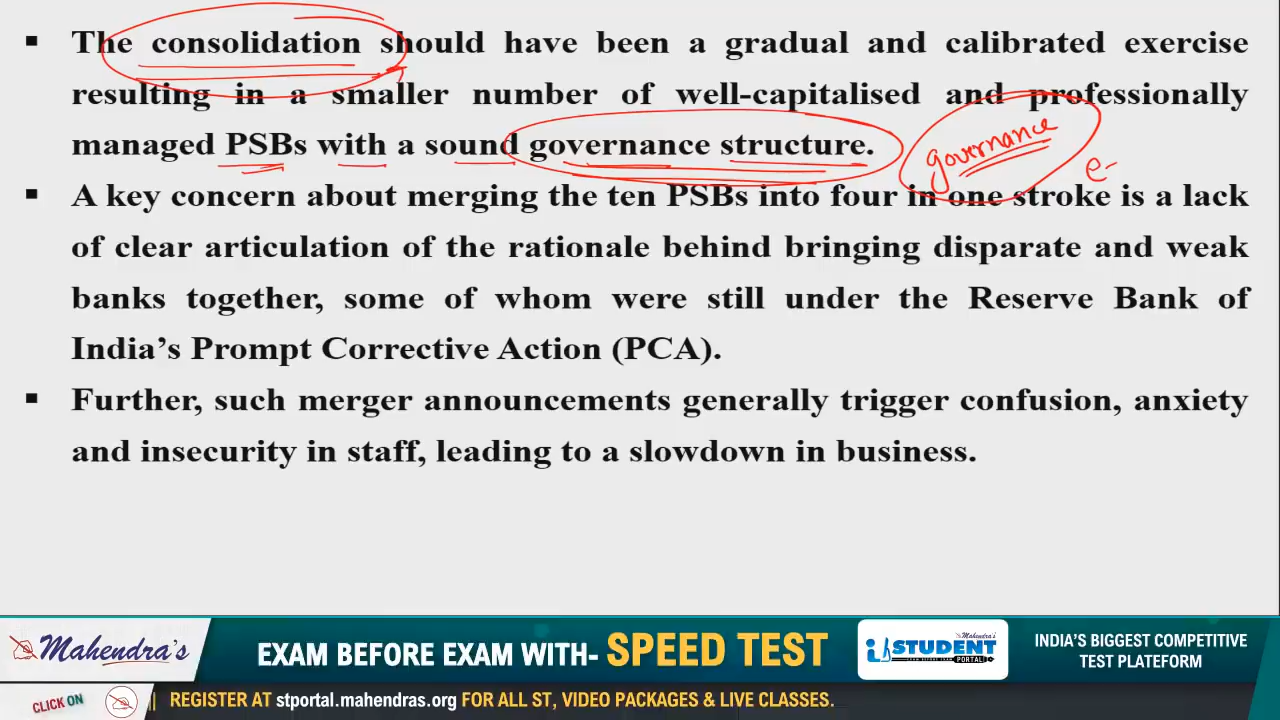 ▪ The consolidation should have been a gradual and calibrated exercise
resulting in a smaller number of well-capitalised and professionally
managed PSBs with a sound governance structure.
governance
e-
▪ A key concern about merging the ten PSBs into four in one stroke is a lack
of clear articulation of the rationale behind bringing disparate and weak
banks together, some of whom were still under the Reserve Bank of
India’s Prompt Corrective Action (PCA).
▪ Further, such merger announcements generally trigger confusion, anxiety
and insecurity in staff, leading to a slowdown in business.
Mahendra's
EXAM BEFORE EXAM WITH- SPEED TEST
Mahendra's
STUDENT
PORTAL
INDIA'S BIGGEST COMPETITIVE
TEST PLATEFORM
CLICK ON
REGISTER AT stportal.mahendras.org FOR ALL ST, VIDEO PACKAGES & LIVE CLASSES.